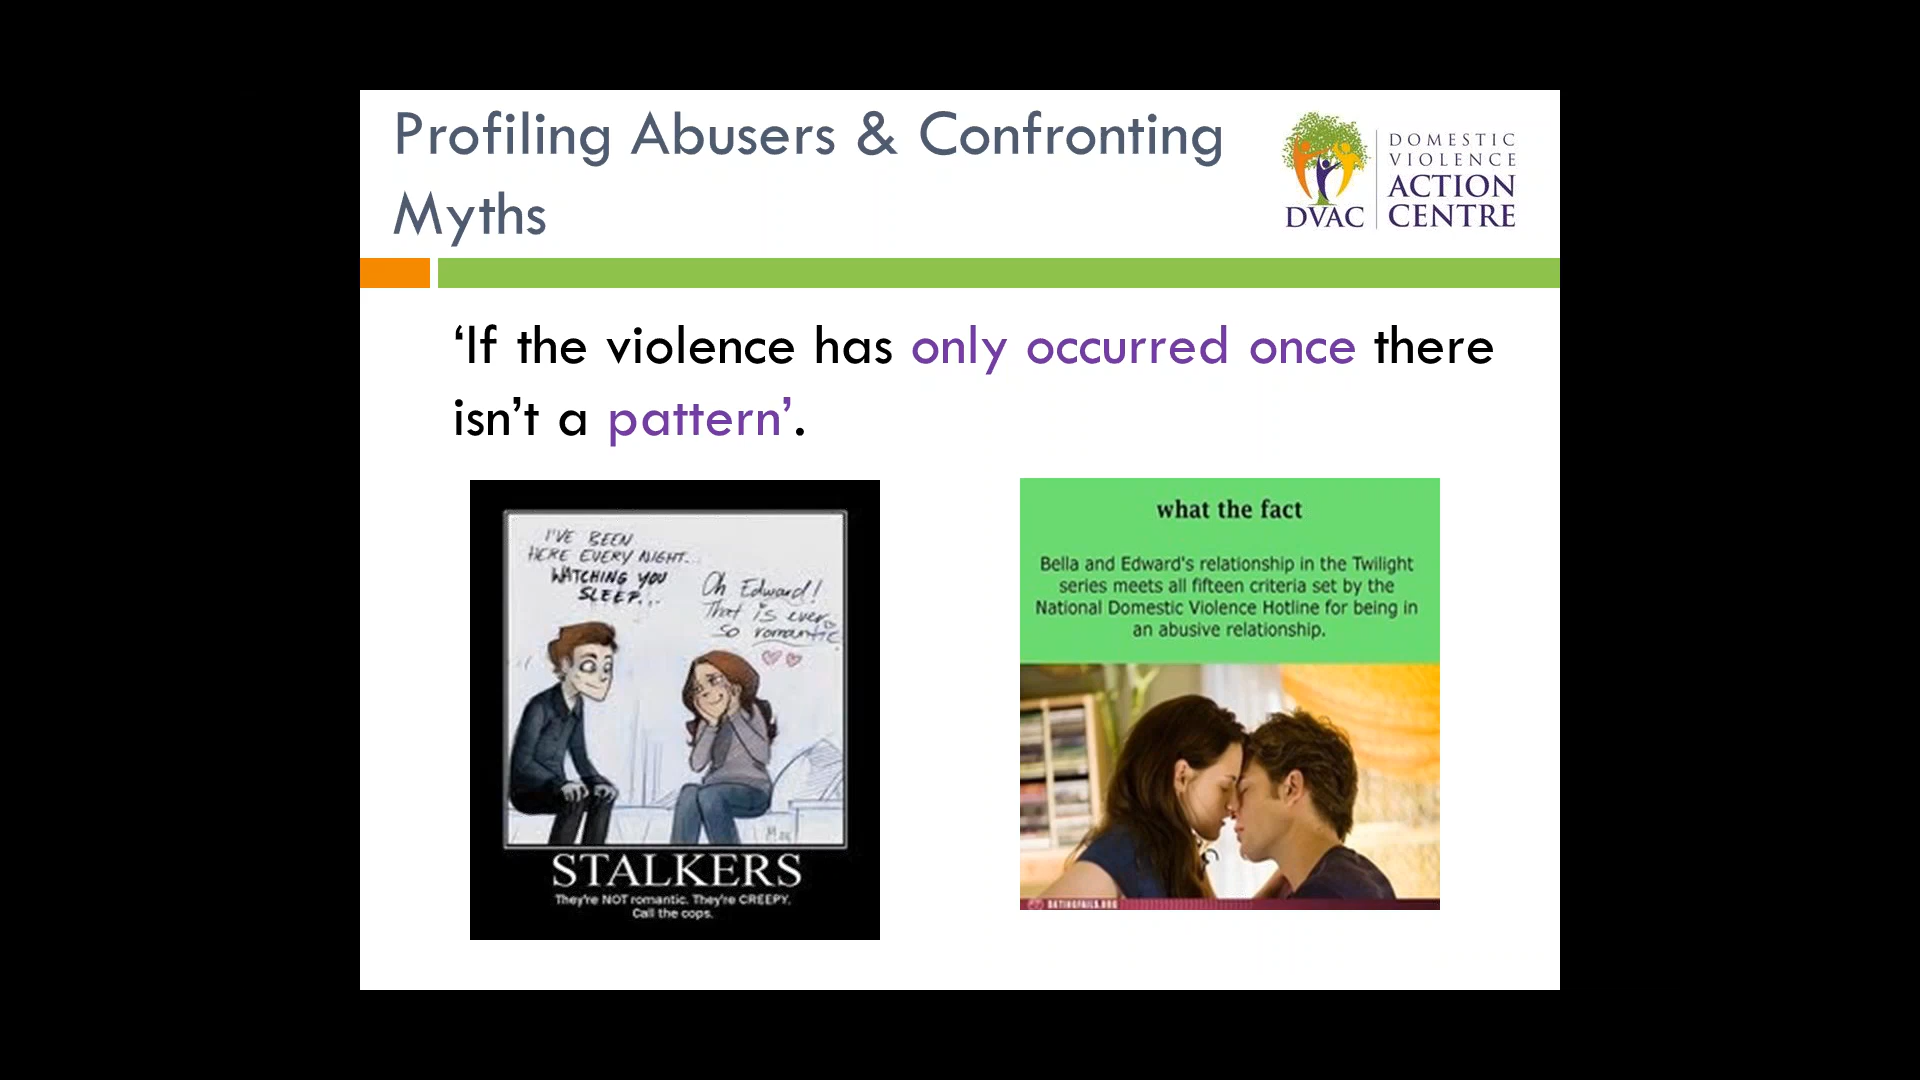 Profiling Abusers & Confronting
Myths
DOMESTIC
VIOLENCE
ACTION
CENTRE
DVAC
‘If the violence has only occurred once there
isn’t a pattern’.
I'VE BEEN
HERE EVERY NIGHT...
WATCHING YOU
SLEEP...
Oh Edward!
That is ever
so romantic
STALKERS
They're NOT romantic. They're CREEPY.
Call the cops.
what the fact
Bella and Edward's relationship in the Twilight
series meets all fifteen criteria set by the
National Domestic Violence Hotline for being in
an abusive relationship.
DATINGFAILS.ORG